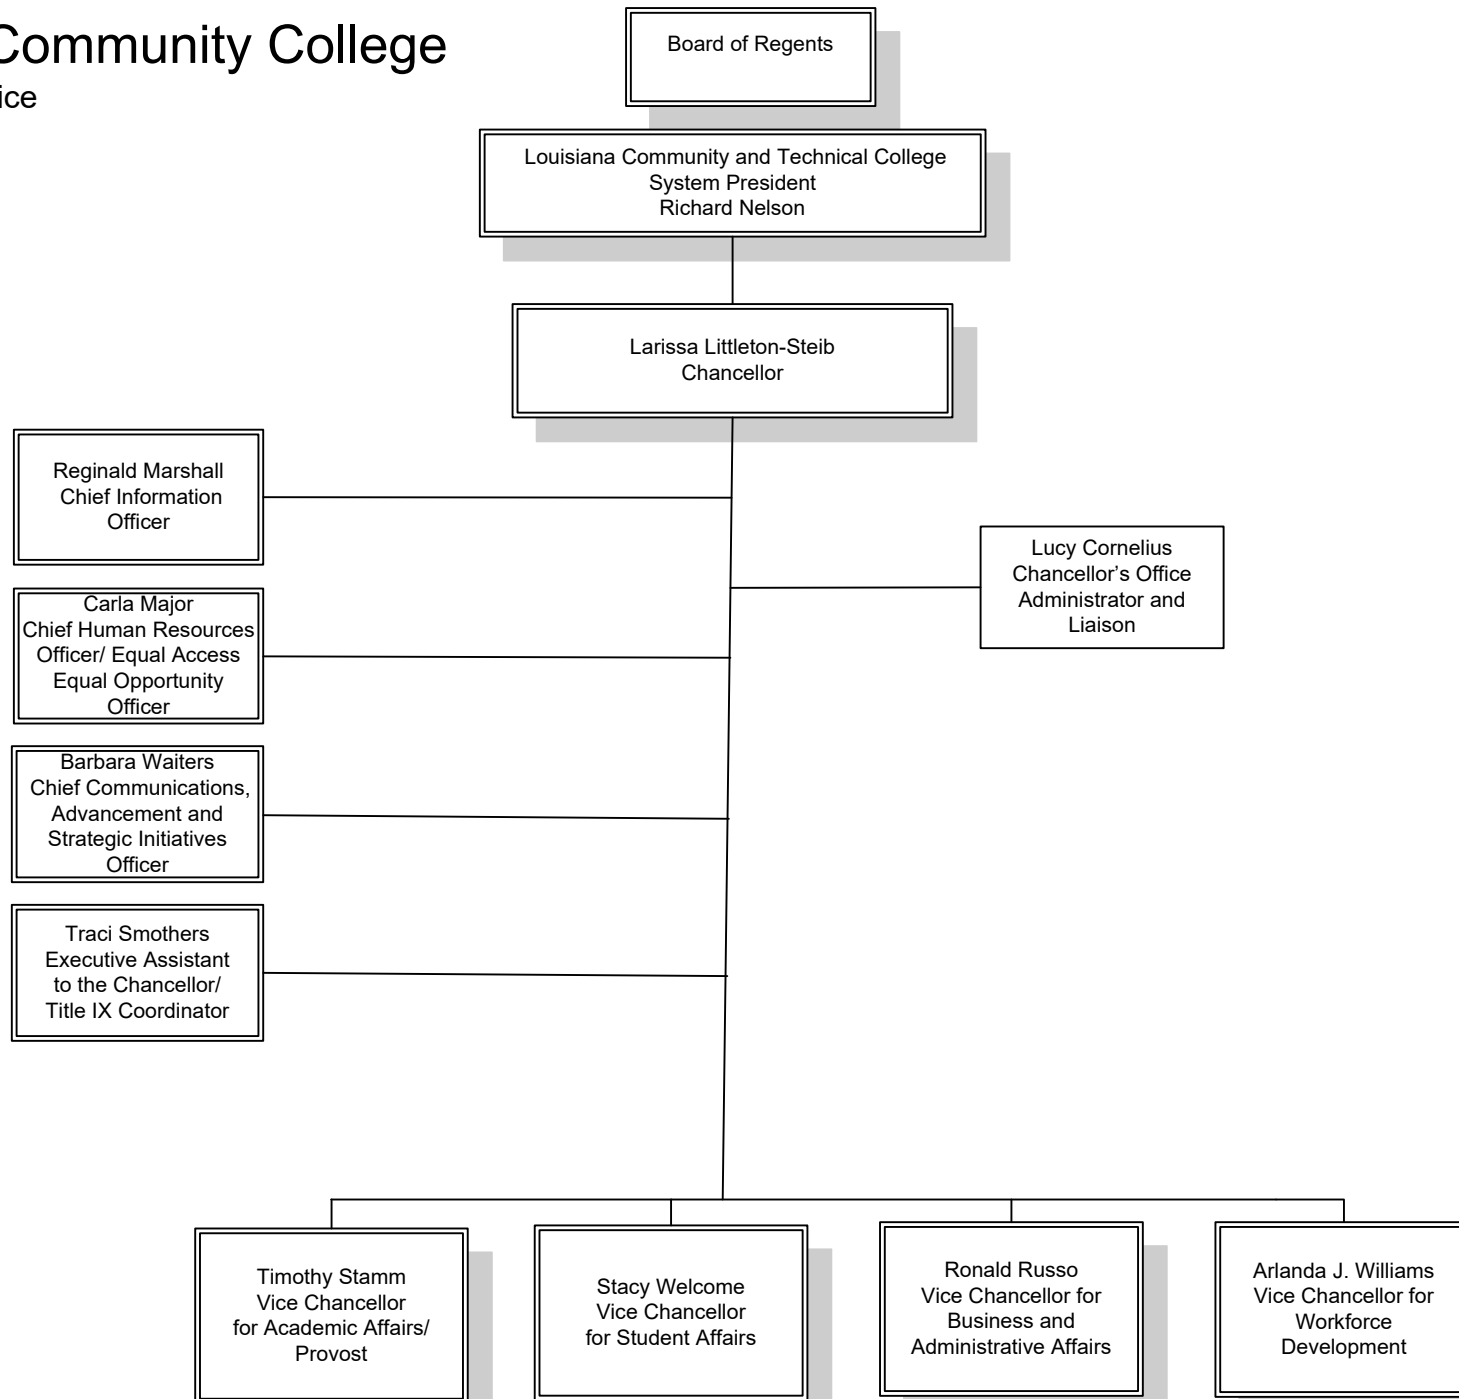 Community College
ice
Board of Regents
Louisiana Community and Technical College
System President
Richard Nelson
Larissa Littleton-Steib
Chancellor
Reginald Marshall
Chief Information
Officer
Lucy Cornelius
Chancellor’s Office
Administrator and
Liaison
Carla Major
Chief Human Resources
Officer/ Equal Access
Equal Opportunity
Officer
Barbara Waiters
Chief Communications,
Advancement and
Strategic Initiatives
Officer
Traci Smothers
Executive Assistant
to the Chancellor/
Title IX Coordinator
Timothy Stamm
Vice Chancellor
for Academic Affairs/
Provost
Stacy Welcome
Vice Chancellor
for Student Affairs
Ronald Russo
Vice Chancellor for
Business and
Administrative Affairs
Arlanda J. Williams
Vice Chancellor for
Workforce
Development